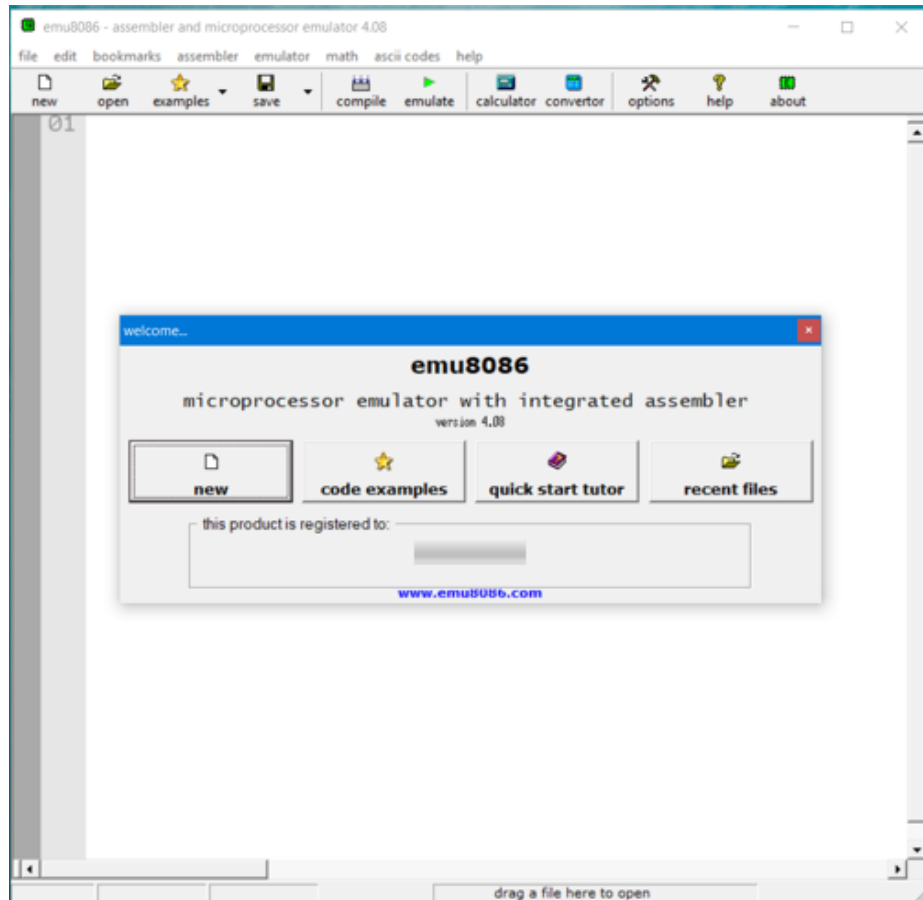 emu8086 - assembler and microprocessor emulator 4.08
file edit bookmarks assembler emulator math ascii codes help
new open examples save compile emulate calculator convertor options help about
01
welcome...
emu8086
microprocessor emulator with integrated assembler
version 4.08
new code examples quick start tutor recent files
this product is registered to:
www.emu8086.com
drag a file here to open